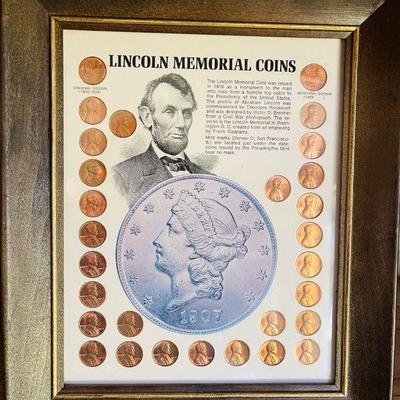 LINCOLN MEMORIAL COINS
ORIGINAL DESIGN
(1909-1958)
The Lincoln Memorial Cent was issued
in 1909 as a monument to the man
who rose from a humble log cabin to
the Presidency of the United States.
The profile of Abraham Lincoln was
commissioned by Theodore Roosevelt
and was designed by Victor D. Brenner
from a Civil War photograph. The re-
verse is the Lincoln Memorial in Wash-
ington D. C. created from an engraving
by Frank Gasparro.
Mint marks (Denver-D; San Francisco-
S;) are located just under the date;
coins issued by the Philadelphia Mint
bear no mark.
MEMORIAL DESIGN
LIBERTY
1907